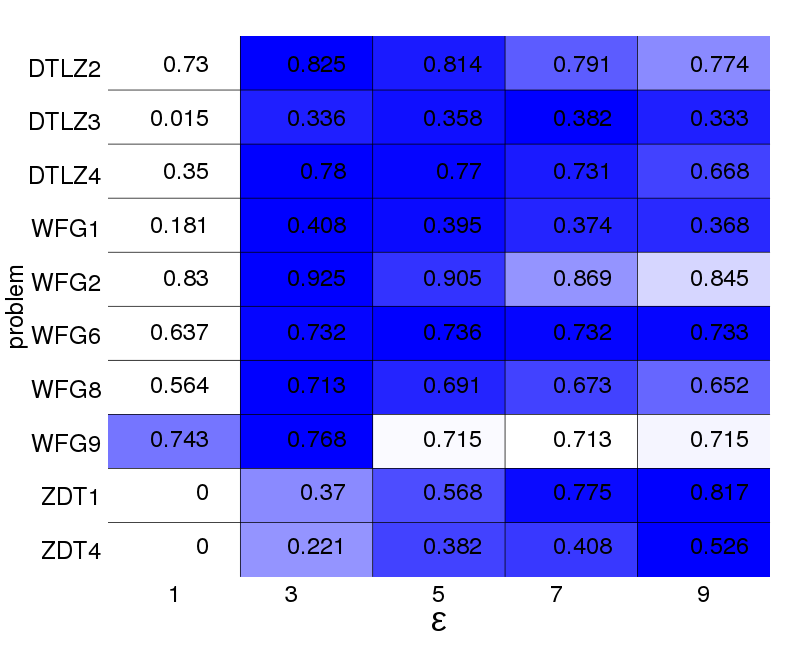 DTLZ2 0.73 0.825 0.814 0.791 0.774
DTLZ3 0.015 0.336 0.358 0.382 0.333
DTLZ4 0.35 0.78 0.77 0.731 0.668
WFG1 0.181 0.408 0.395 0.374 0.368
WFG2 0.83 0.925 0.905 0.869 0.845
problem
WFG6 0.637 0.732 0.736 0.732 0.733
WFG8 0.564 0.713 0.691 0.673 0.652
WFG9 0.743 0.768 0.715 0.713 0.715
ZDT1 0 0.37 0.568 0.775 0.817
ZDT4 0 0.221 0.382 0.408 0.526
1 3 5 7 9
ε